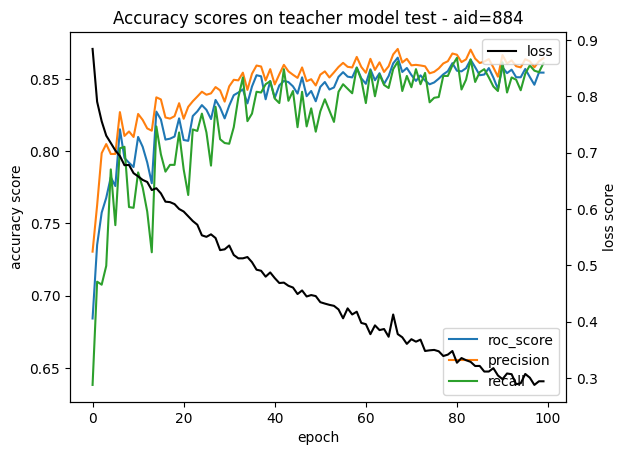 Accuracy scores on teacher model test - aid=884
loss
accuracy score
0.85
0.80
0.75
0.70
0.65
0.9
0.8
0.7
0.6
0.5
0.4
0.3
loss score
roc_score
precision
recall
0
20
40
60
80
100
epoch